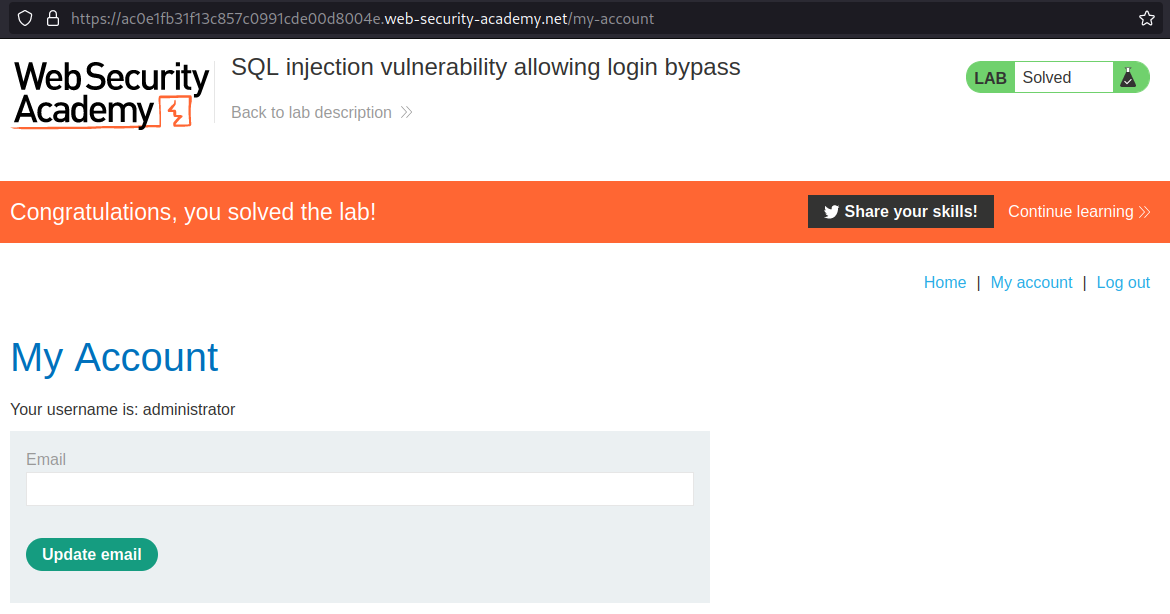 https://ac0e1fb31f13c857c0991cde00d8004e.web-security-academy.net/my-account
Web Security
Academy
SQL injection vulnerability allowing login bypass
Back to lab description
LAB Solved
Congratulations, you solved the lab!
Share your skills! Continue learning
Home | My account | Log out
My Account
Your username is: administrator
Email
Update email